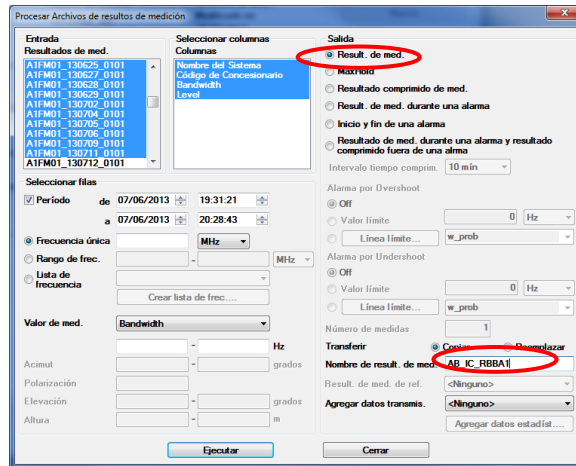 Procesar Archivos de resultos de medición
Entrada
Resultados de med.
A1FM01_130625_0101
A1FM01_130627_0101
A1FM01_130628_0101
A1FM01_130629_0101
A1FM01_130702_0101
A1FM01_130704_0101
A1FM01_130705_0101
A1FM01_130706_0101
A1FM01_130709_0101
A1FM01_130711_0101
A1FM01_130712_0101
Seleccionar columnas
Columnas
Nombre del Sistema
Código de Concesionario
Bandwidth
Level
Seleccionar filas
Período de 07/06/2013 19:31:21
a 07/06/2013 20:28:43
Frecuencia única MHz
Rango de frec. - MHz
Lista de
frecuencia
Crear lista de frec....
Valor de med. Bandwidth
- Hz
Acimut - grados
Polarización
Elevación - grados
Altura - m
Salida
Result. de med.
MaxHold
Resultado comprimido de med.
Result. de med. durante una alarma
Inicio y fin de una alarma
Resultado de med. durante una alarma y resultado
comprimido fuera de una alrma
Intervalo tiempo comprim. 10 min
Alarma por Overshoot
Off
Valor límite 0 Hz
Línea límite... w_prob
Alarma por Undershoot
Off
Valor límite 0 Hz
Línea límite... w_prob
Número de medidas 1
Transferir Copiar Reemplazar
Nombre de result. de med. AB_IC_RBBA1
Result. de med. de ref. <Ninguno>
Agregar datos transmis. <Ninguno>
Agregar datos estadíst....
Ejecutar Cerrar